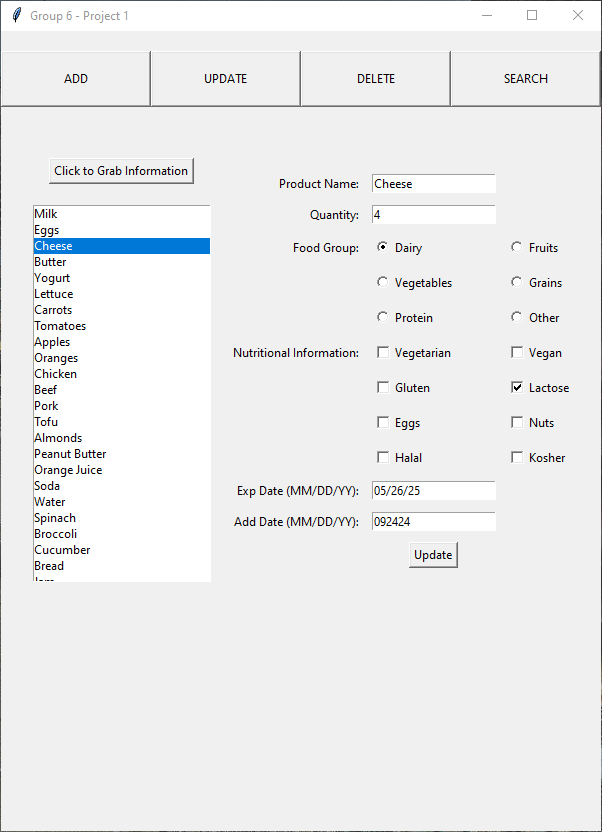 Group 6 - Project 1
ADD UPDATE DELETE SEARCH
Click to Grab Information
Milk
Eggs
Cheese
Butter
Yogurt
Lettuce
Carrots
Tomatoes
Apples
Oranges
Chicken
Beef
Pork
Tofu
Almonds
Peanut Butter
Orange Juice
Soda
Water
Spinach
Broccoli
Cucumber
Bread
Product Name: Cheese
Quantity: 4
Food Group: Dairy Fruits
Vegetables Grains
Protein Other
Nutritional Information: Vegetarian Vegan
Gluten Lactose
Eggs Nuts
Halal Kosher
Exp Date (MM/DD/YY): 05/26/25
Add Date (MM/DD/YY): 092424
Update